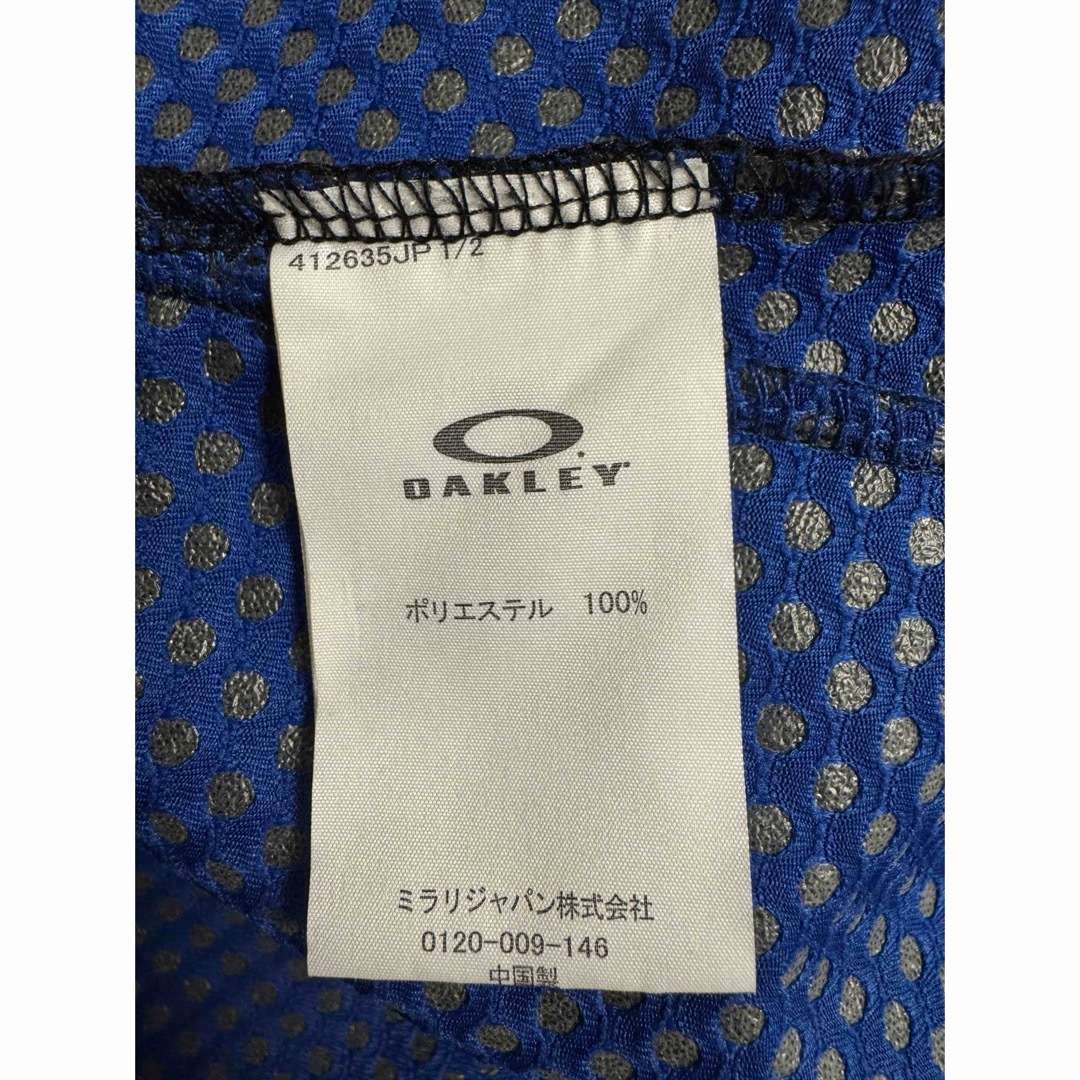 412635JP 1/2
OAKLEY
ポリエステル 100%
ミラリジャパン株式会社
0120-009-146
中国製